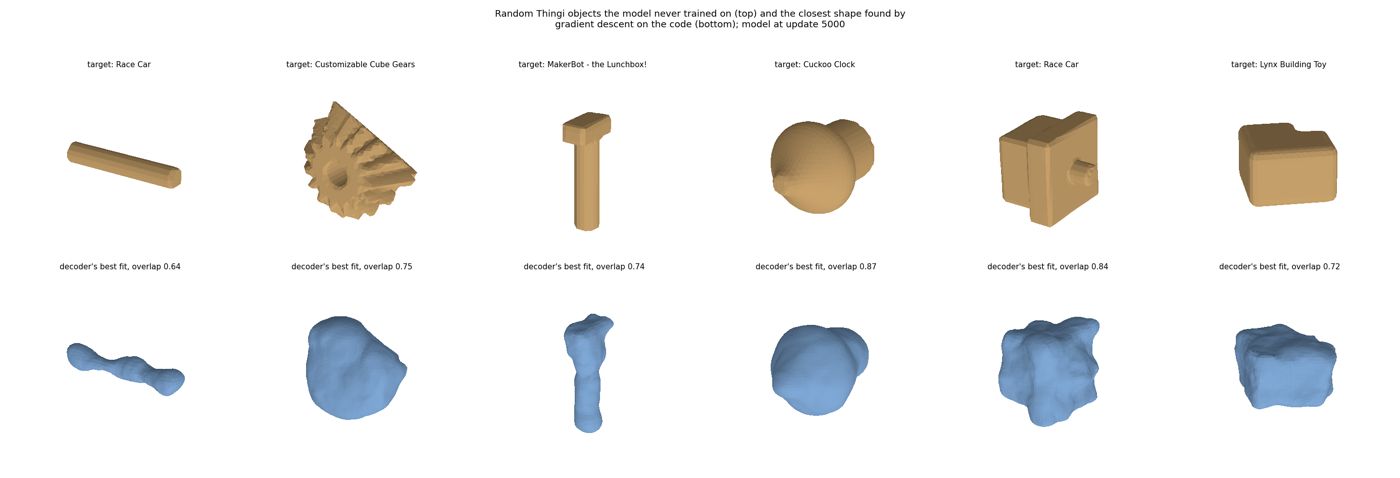 Random Thingi objects the model never trained on (top) and the closest shape found by
gradient descent on the code (bottom); model at update 5000
target: Race Car
target: Customizable Cube Gears
target: MakerBot - the Lunchbox!
target: Cuckoo Clock
target: Race Car
target: Lynx Building Toy
decoder's best fit, overlap 0.64
decoder's best fit, overlap 0.75
decoder's best fit, overlap 0.74
decoder's best fit, overlap 0.87
decoder's best fit, overlap 0.84
decoder's best fit, overlap 0.72